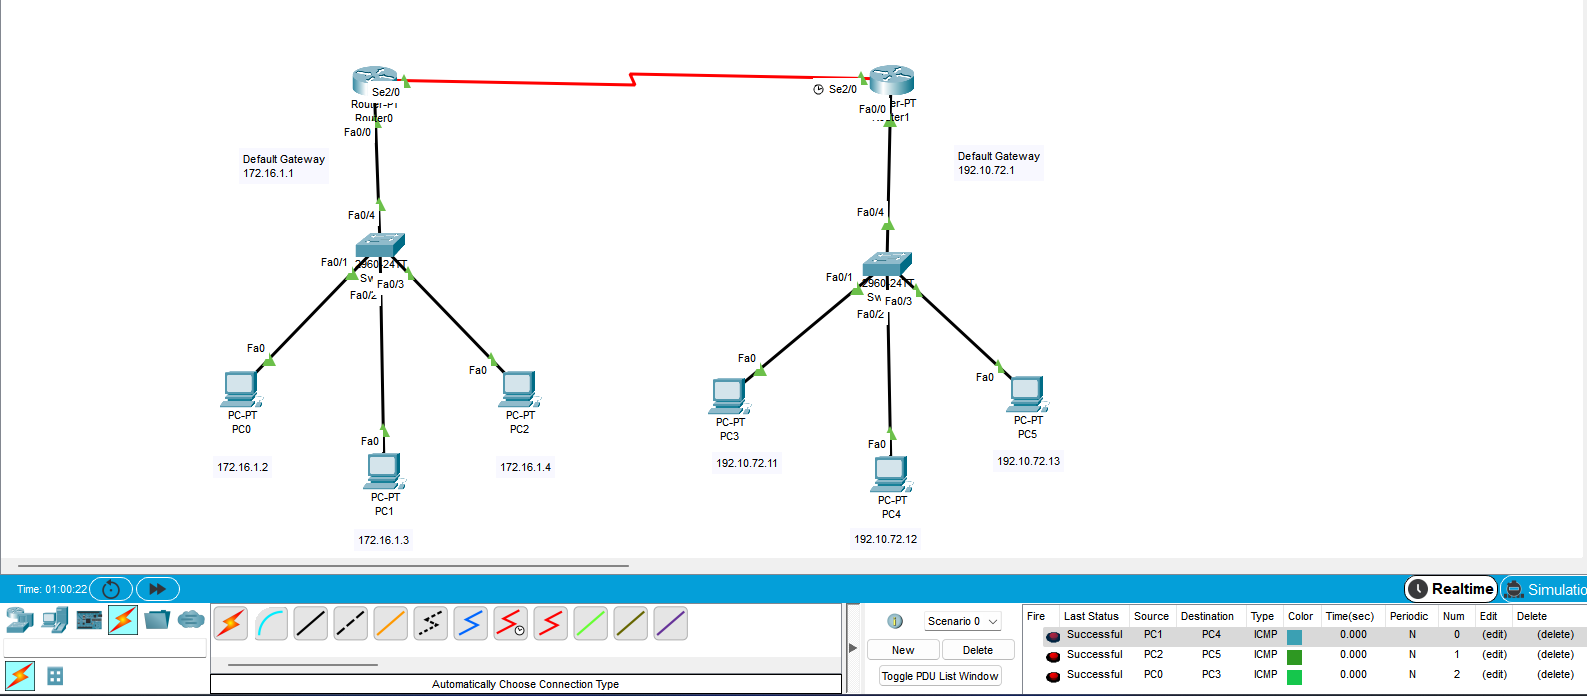 Se2/0
Router0
Fa0/0
Default Gateway
172.16.1.1
Fa0/4
Fa0/1
2960-24TT
Fa0/3
Fa0/2
Fa0
PC-PT
PC0
172.16.1.2
Fa0
PC-PT
PC1
172.16.1.3
Fa0
PC-PT
PC2
172.16.1.4
Se2/0
Fa0/0
Default Gateway
192.10.72.1
Fa0/4
Fa0/1
2960-24TT
Fa0/3
Fa0/2
Fa0
PC-PT
PC3
192.10.72.11
Fa0
PC-PT
PC4
192.10.72.12
Fa0
PC-PT
PC5
192.10.72.13
Time: 01:00:22
Realtime
Simulatio
Automatically Choose Connection Type
Scenario 0
New Delete
Toggle PDU List Window
Fire Last Status Source Destination Type Color Time(sec) Periodic Num Edit Delete
Successful PC1 PC4 ICMP 0.000 N 0 (edit) (delete)
Successful PC2 PC5 ICMP 0.000 N 1 (edit) (delete)
Successful PC0 PC3 ICMP 0.000 N 2 (edit) (delete)